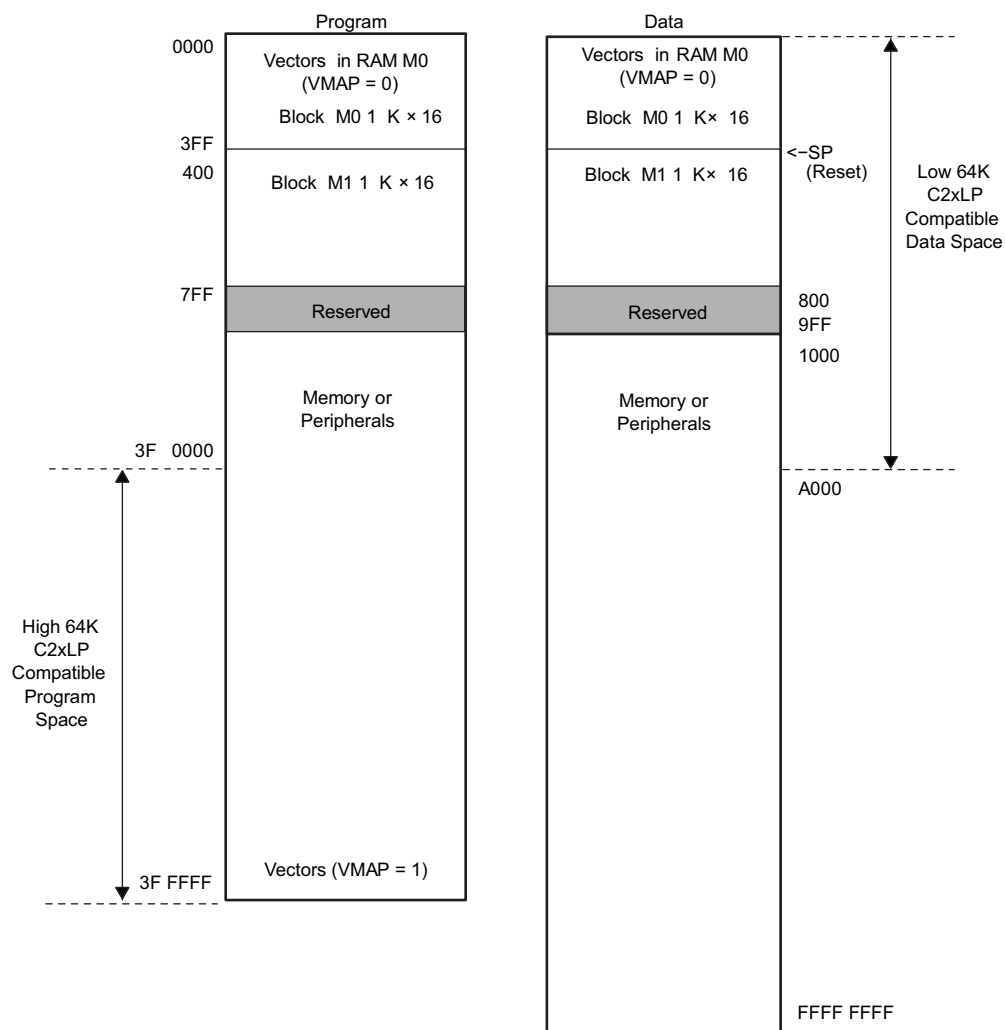 Program
0000
Vectors in RAM M0
(VMAP = 0)
Block M0 1 K × 16
3FF
400
Block M1 1 K × 16
7FF
Reserved
Memory or
Peripherals
3F 0000
High 64K
C2xLP
Compatible
Program
Space
Vectors (VMAP = 1)
3F FFFF
Data
Vectors in RAM M0
(VMAP = 0)
Block M0 1 K× 16
<−SP
(Reset)
Block M1 1 K× 16
Low 64K
C2xLP
Compatible
Data Space
Reserved
800
9FF
1000
Memory or
Peripherals
A000
FFFF FFFF